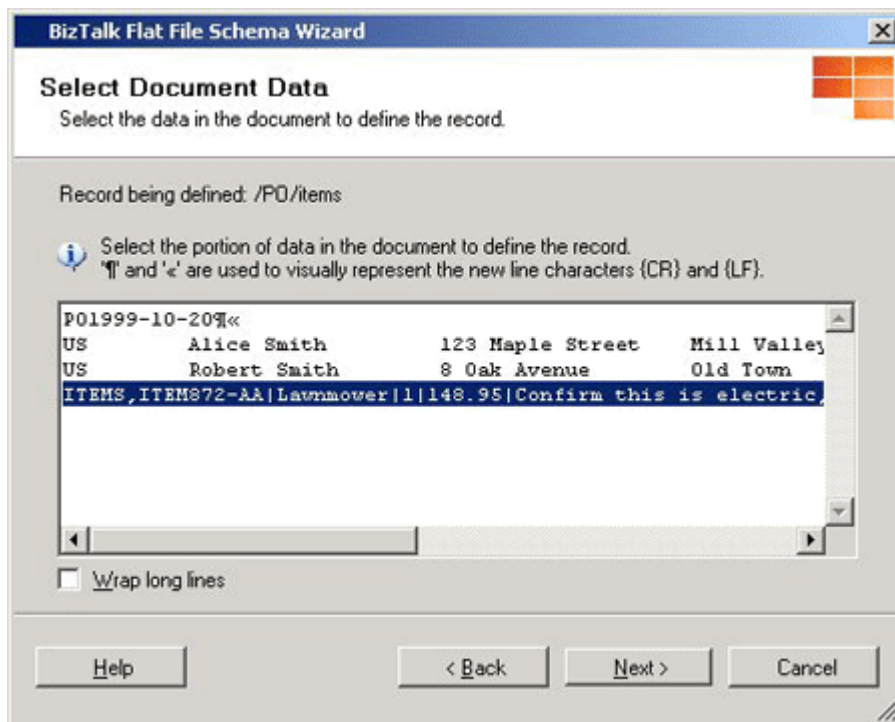 BizTalk Flat File Schema Wizard
Select Document Data
Select the data in the document to define the record.
Record being defined: /PO/items
Select the portion of data in the document to define the record.
'¶' and '«' are used to visually represent the new line characters {CR} and {LF}.
PO1999-10-20¶«
US Alice Smith 123 Maple Street Mill Valley
US Robert Smith 8 Oak Avenue Old Town
ITEMS,ITEM872-AA|Lawnmower|1|148.95|Confirm this is electric,
Wrap long lines
Help < Back Next > Cancel